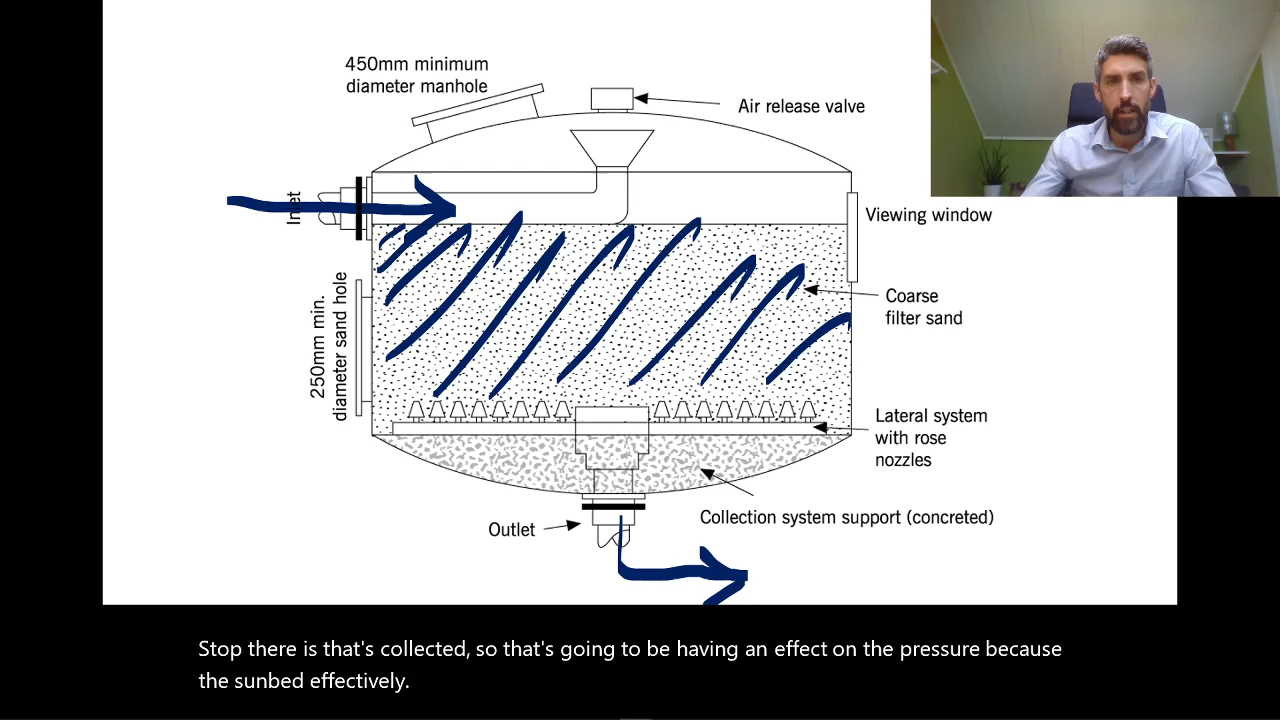 450mm minimum
diameter manhole
Air release valve
Inlet
Viewing window
250mm min.
diameter sand hole
Coarse
filter sand
Lateral system
with rose
nozzles
Collection system support (concreted)
Outlet
Stop there is that's collected, so that's going to be having an effect on the pressure because
the sunbed effectively.